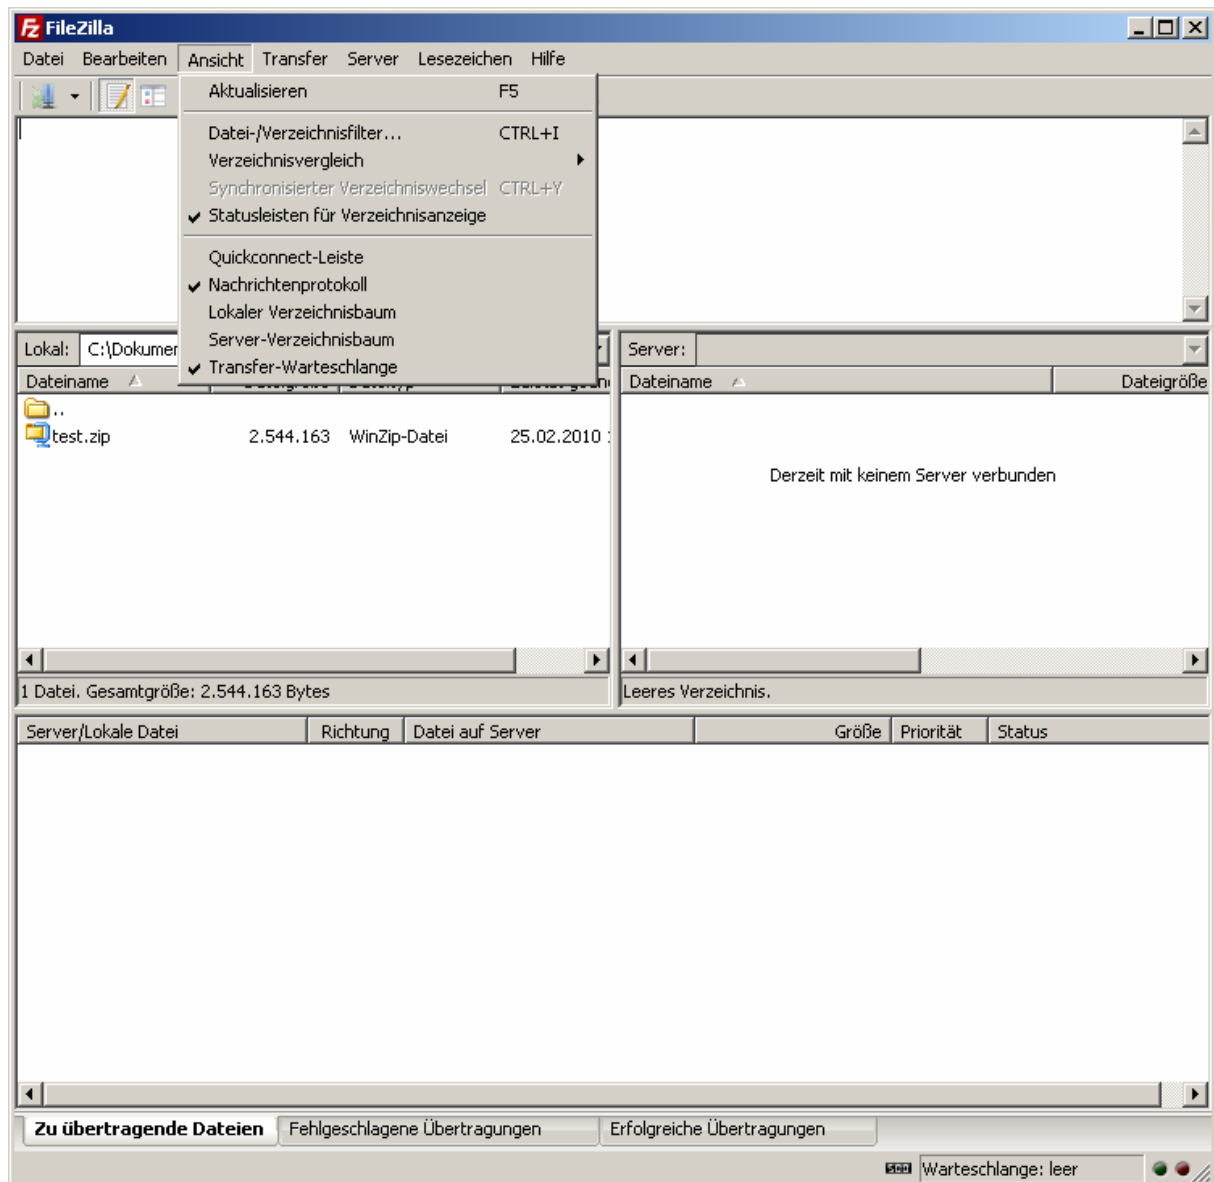 FileZilla
Datei Bearbeiten Ansicht Transfer Server Lesezeichen Hilfe
Aktualisieren F5
Datei-/Verzeichnisfilter... CTRL+I
Verzeichnisvergleich
Synchronisierter Verzeichniswechsel CTRL+Y
Statusleisten für Verzeichnisanzeige
Quickconnect-Leiste
Nachrichtenprotokoll
Lokaler Verzeichnisbaum
Server-Verzeichnisbaum
Transfer-Warteschlange
Lokal: C:\Dokumen
Server:
Dateiname
Dateiname Dateigröße
..
test.zip 2.544.163 WinZip-Datei 25.02.2010
Derzeit mit keinem Server verbunden
1 Datei. Gesamtgröße: 2.544.163 Bytes
Leeres Verzeichnis.
Server/Lokale Datei Richtung Datei auf Server Größe Priorität Status
Zu übertragende Dateien Fehlgeschlagene Übertragungen Erfolgreiche Übertragungen
Warteschlange: leer